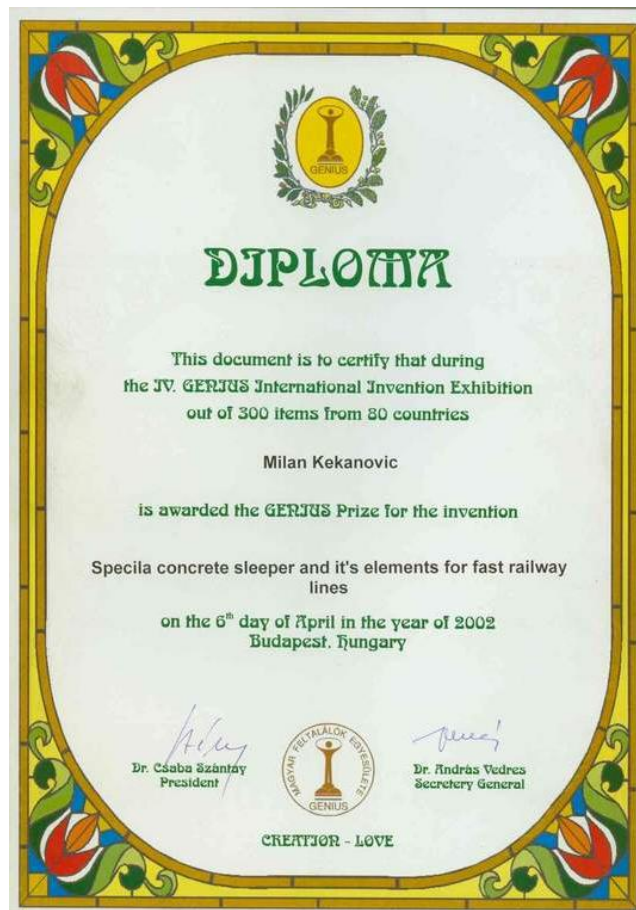 GENIUS
DIPLOMA
This document is to certify that during
the IV. GENIUS International Invention Exhibition
out of 300 items from 80 countries
Milan Kekanovic
is awarded the GENIUS Prize for the invention
Specila concrete sleeper and it's elements for fast railway
lines
on the 6th day of April in the year of 2002
Budapest, Hungary
Dr. Csaba Szántay
President
MAGYAR FELTALÁLÓK EGYESÜLETE
GENIUS
Dr. András Vedres
Secretery General
CREATION - LOVE